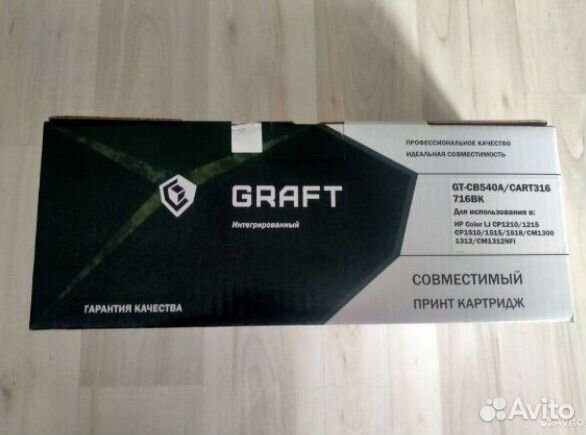 GRAFT
Интегрированный
ГАРАНТИЯ КАЧЕСТВА
ПРОФЕССИОНАЛЬНОЕ КАЧЕСТВО
ИДЕАЛЬНАЯ СОВМЕСТИМОСТЬ
GT-CB540A/CART316
716BK
Для использования в:
HP Color LJ CP1210/1215
CP1510/1515/1518/CM1300
1312/CM1312NFI
СОВМЕСТИМЫЙ
ПРИНТ КАРТРИДЖ
Avito